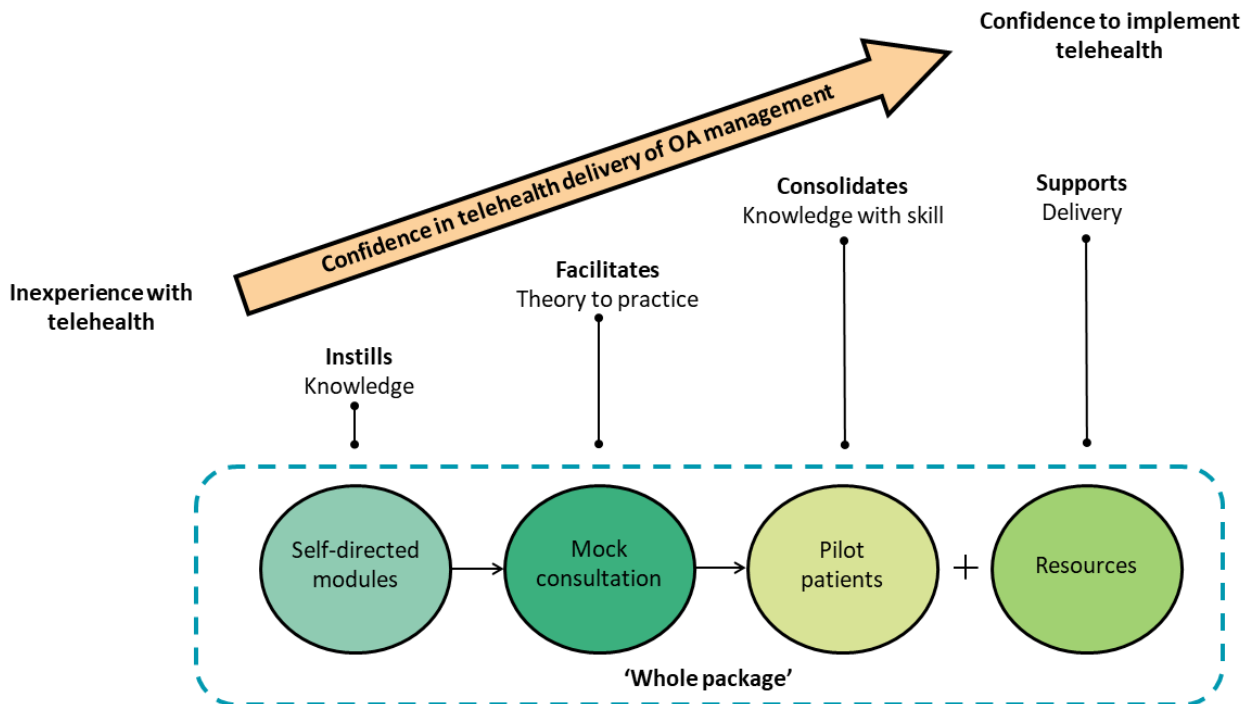 Confidence to implement
telehealth
Confidence in telehealth delivery of OA management
Inexperience with
telehealth
Instills
Knowledge
Facilitates
Theory to practice
Consolidates
Knowledge with skill
Supports
Delivery
Self-directed
modules
Mock
consultation
Pilot
patients
+
Resources
‘Whole package’